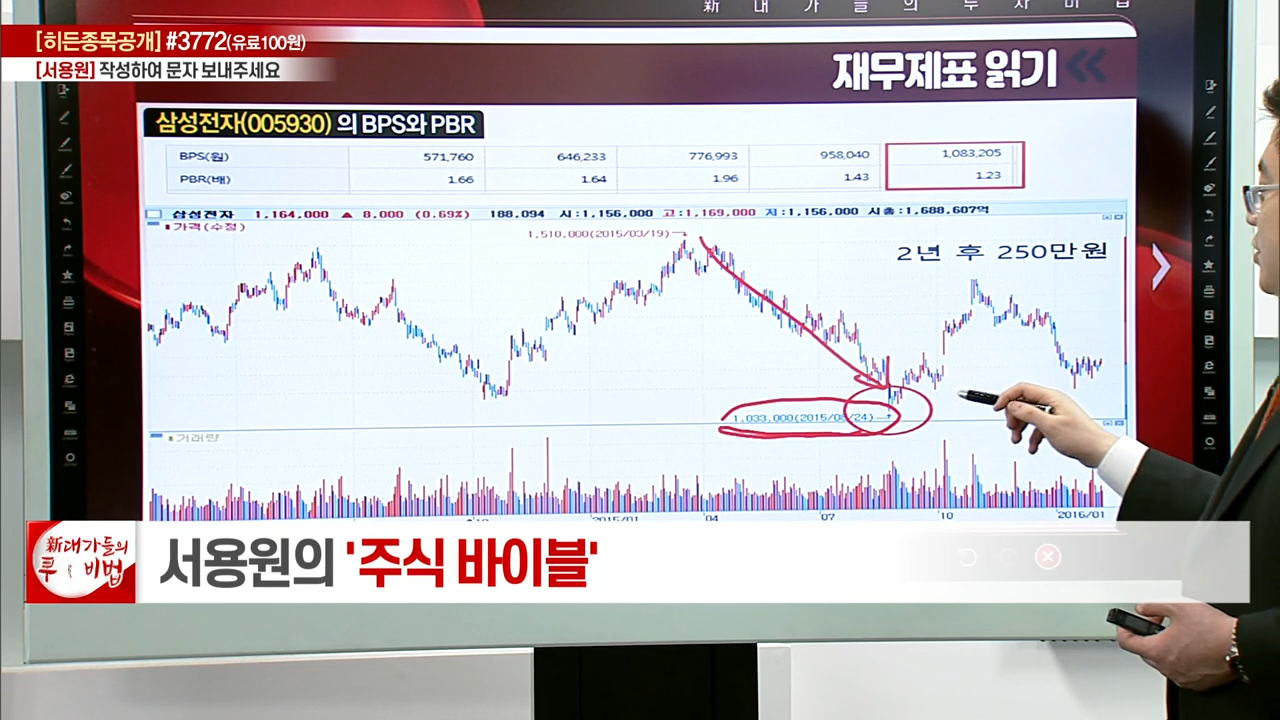 新 대 가 들 의 투 자 비 법
[히든종목공개] #3772(유료100원)
[서용원] 작성하여 문자 보내주세요
재무제표 읽기
삼성전자(005930) 의 BPS와 PBR
BPS(원) 571,760 646,233 776,993 958,040 1,083,205
PBR(배) 1.66 1.64 1.96 1.43 1.23
삼성전자 1,164,000 ▲ 8,000 (0.69%) 188,094 시:1,156,000 고:1,169,000 저:1,156,000 시총:1,688,607억
가격(수정)
1,510,000(2015/03/19)
2년 후 250만원
1,033,000(2015/08/24)
거래량
2015/01 04 07 10 2016/01
新대가들의
투 비법
서용원의 '주식 바이블'